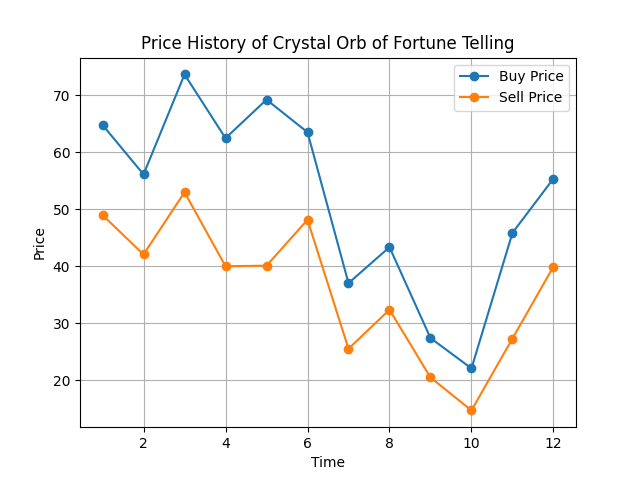 Price History of Crystal Orb of Fortune Telling
Buy Price
Sell Price
70
60
50
40
30
20
Price
2 4 6 8 10 12
Time